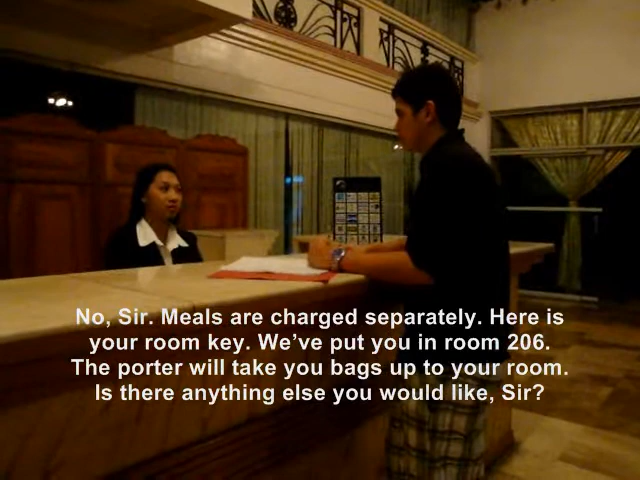 No, Sir. Meals are charged separately. Here is
your room key. We've put you in room 206.
The porter will take you bags up to your room.
Is there anything else you would like, Sir?